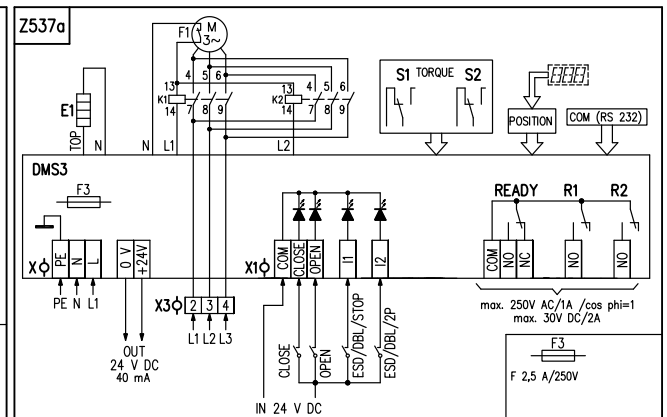 Z537a
F1
M
3~
4 5 6
4 5 6
13
K1
14
7 8 9
13
K2
14
7 8 9
E1
TOP
N
N
L1
L2
S1 TORQUE S2
POSITION
COM (RS 232)
DMS3
F3
READY R1 R2
X
PE
N
L
0 V
+24V
X1
COM
CLOSE
OPEN
I1
I2
COM
NO
NC
NO
NO
PE N L1
X3
2 3 4
L1 L2 L3
OUT
24 V DC
40 mA
CLOSE
OPEN
ESD/DBL/STOP
ESD/DBL/2P
IN 24 V DC
max. 250V AC/1A /cos phi=1
max. 30V DC/2A
F3
F 2,5 A/250V